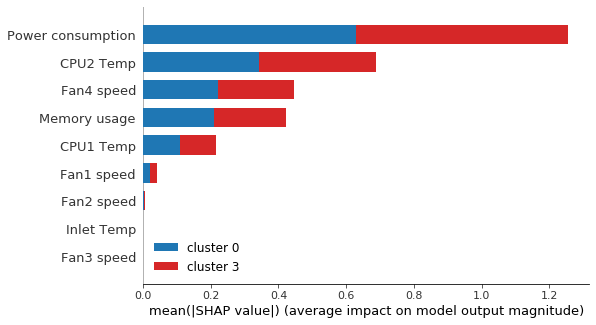 Power consumption
CPU2 Temp
Fan4 speed
Memory usage
CPU1 Temp
Fan1 speed
Fan2 speed
Inlet Temp
Fan3 speed
cluster 0
cluster 3
0.0 0.2 0.4 0.6 0.8 1.0 1.2
mean(|SHAP value|) (average impact on model output magnitude)